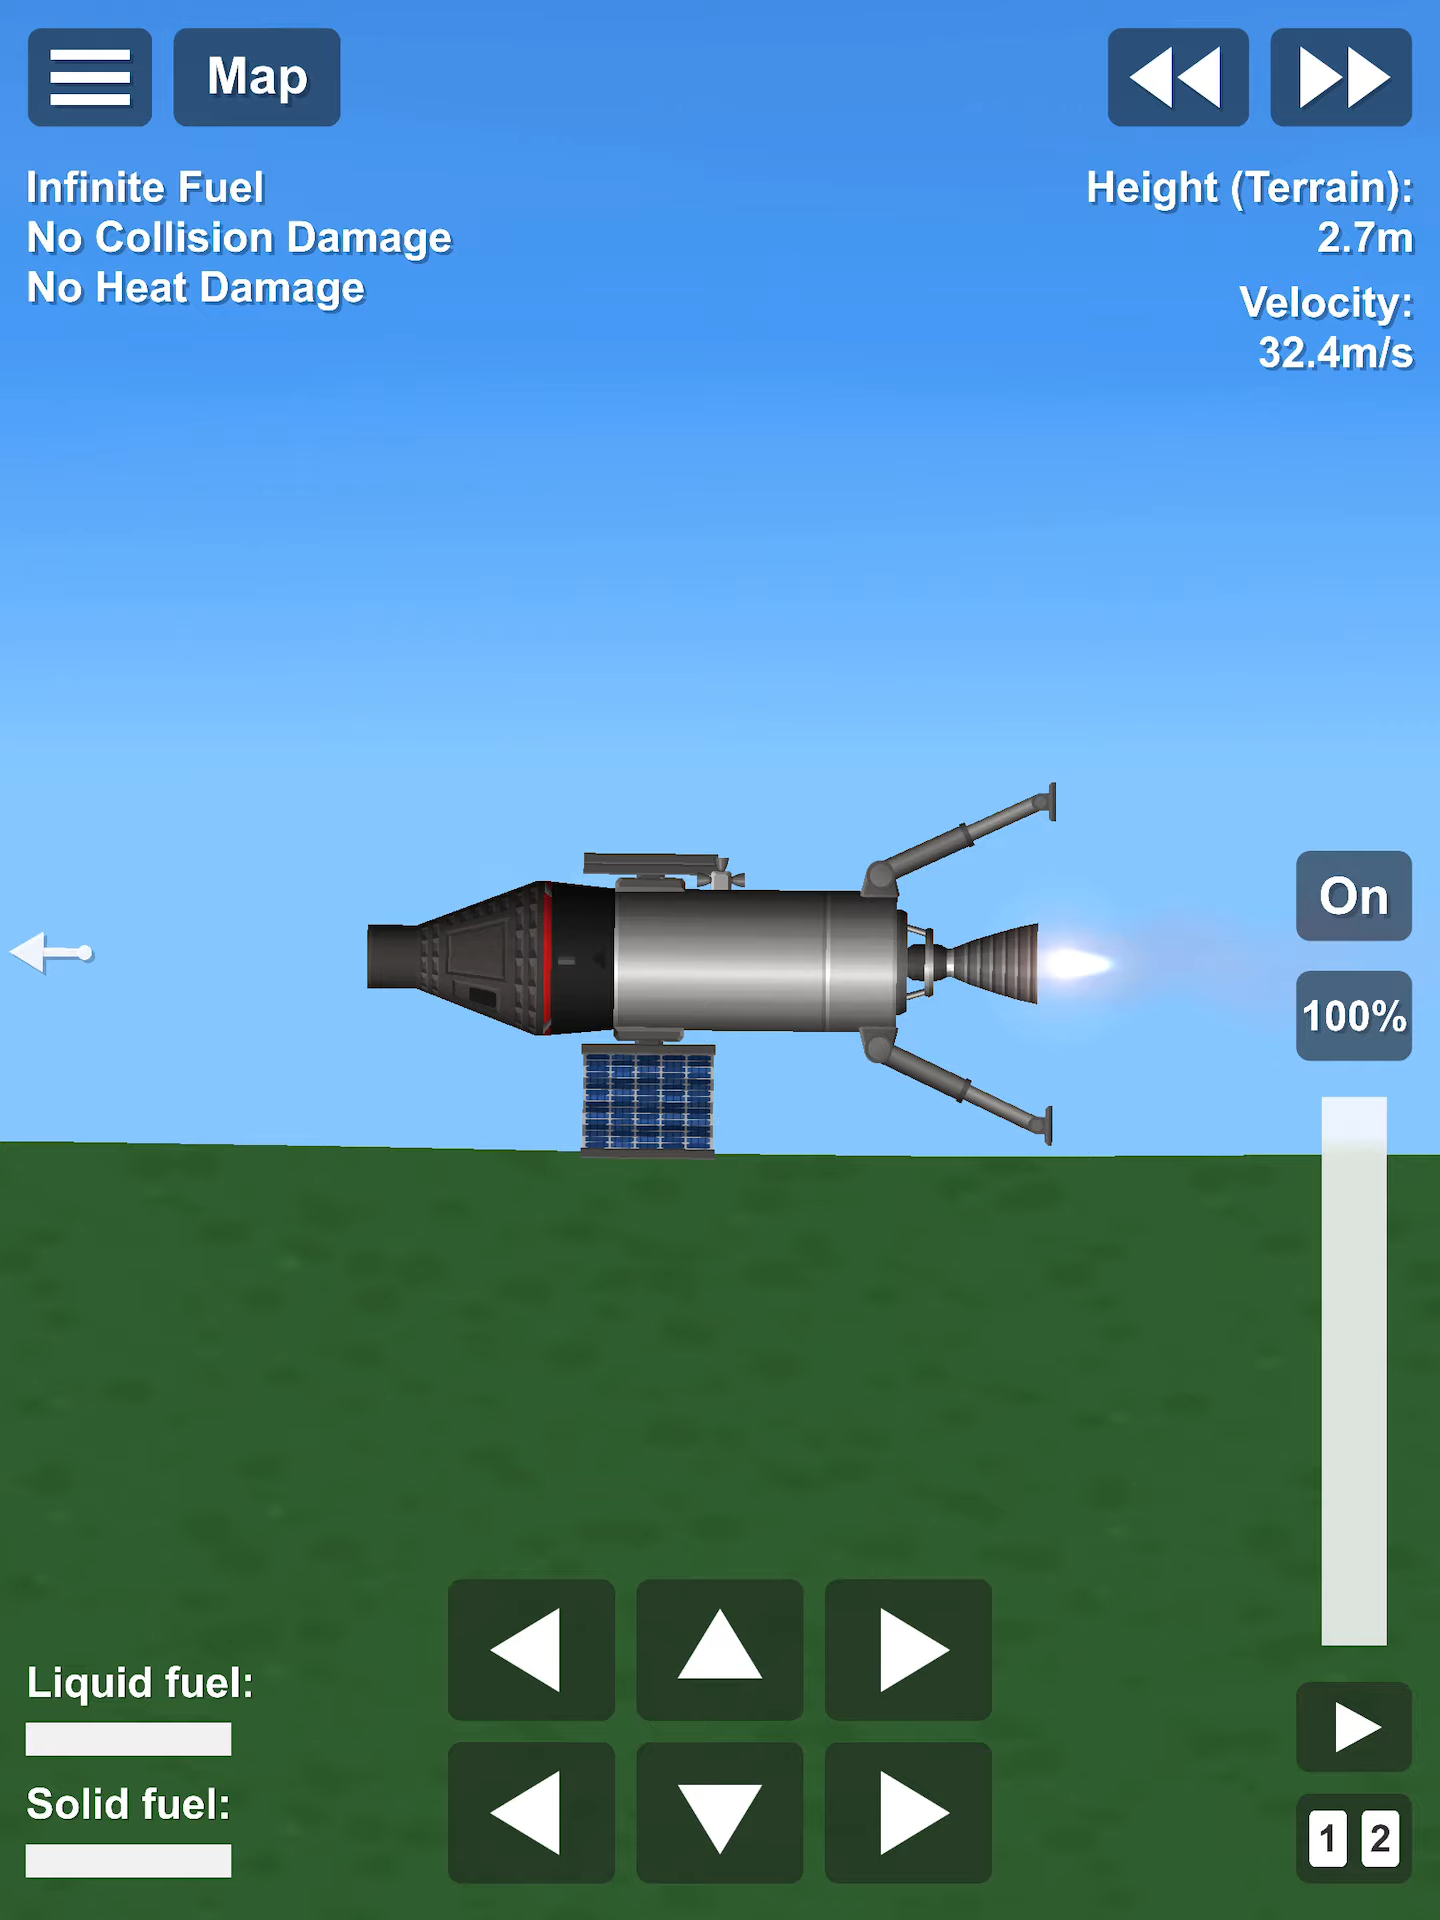 Map
Infinite Fuel
No Collision Damage
No Heat Damage
Height (Terrain):
2.7m
Velocity:
32.4m/s
On
100%
Liquid fuel:
Solid fuel:
1 2